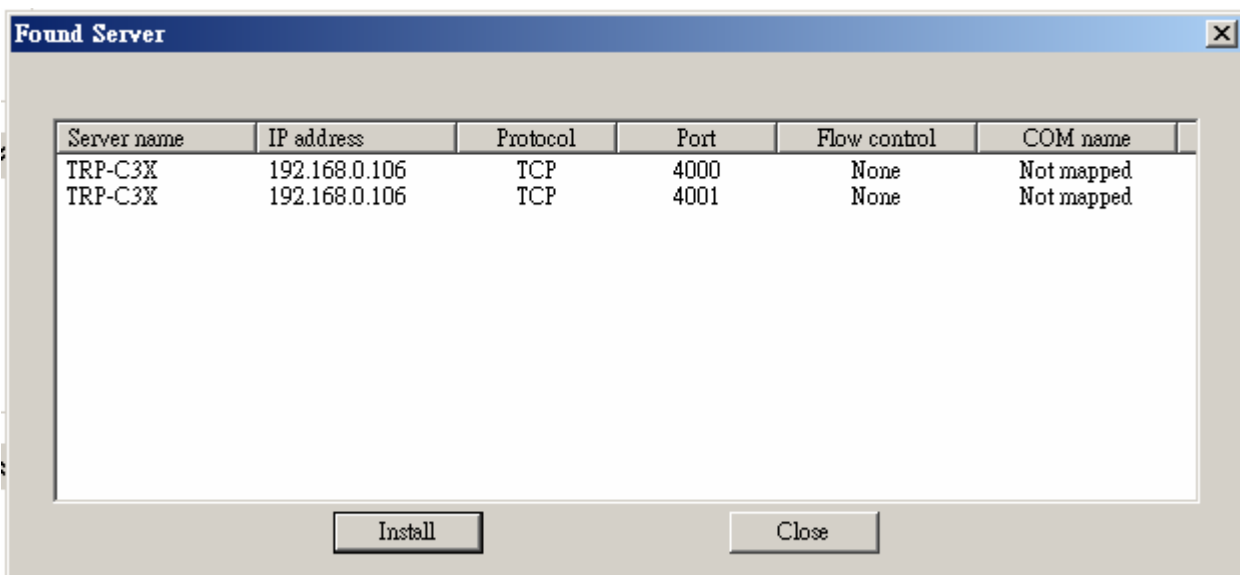 Found Server
Server name IP address Protocol Port Flow control COM name
TRP-C3X 192.168.0.106 TCP 4000 None Not mapped
TRP-C3X 192.168.0.106 TCP 4001 None Not mapped
Install Close